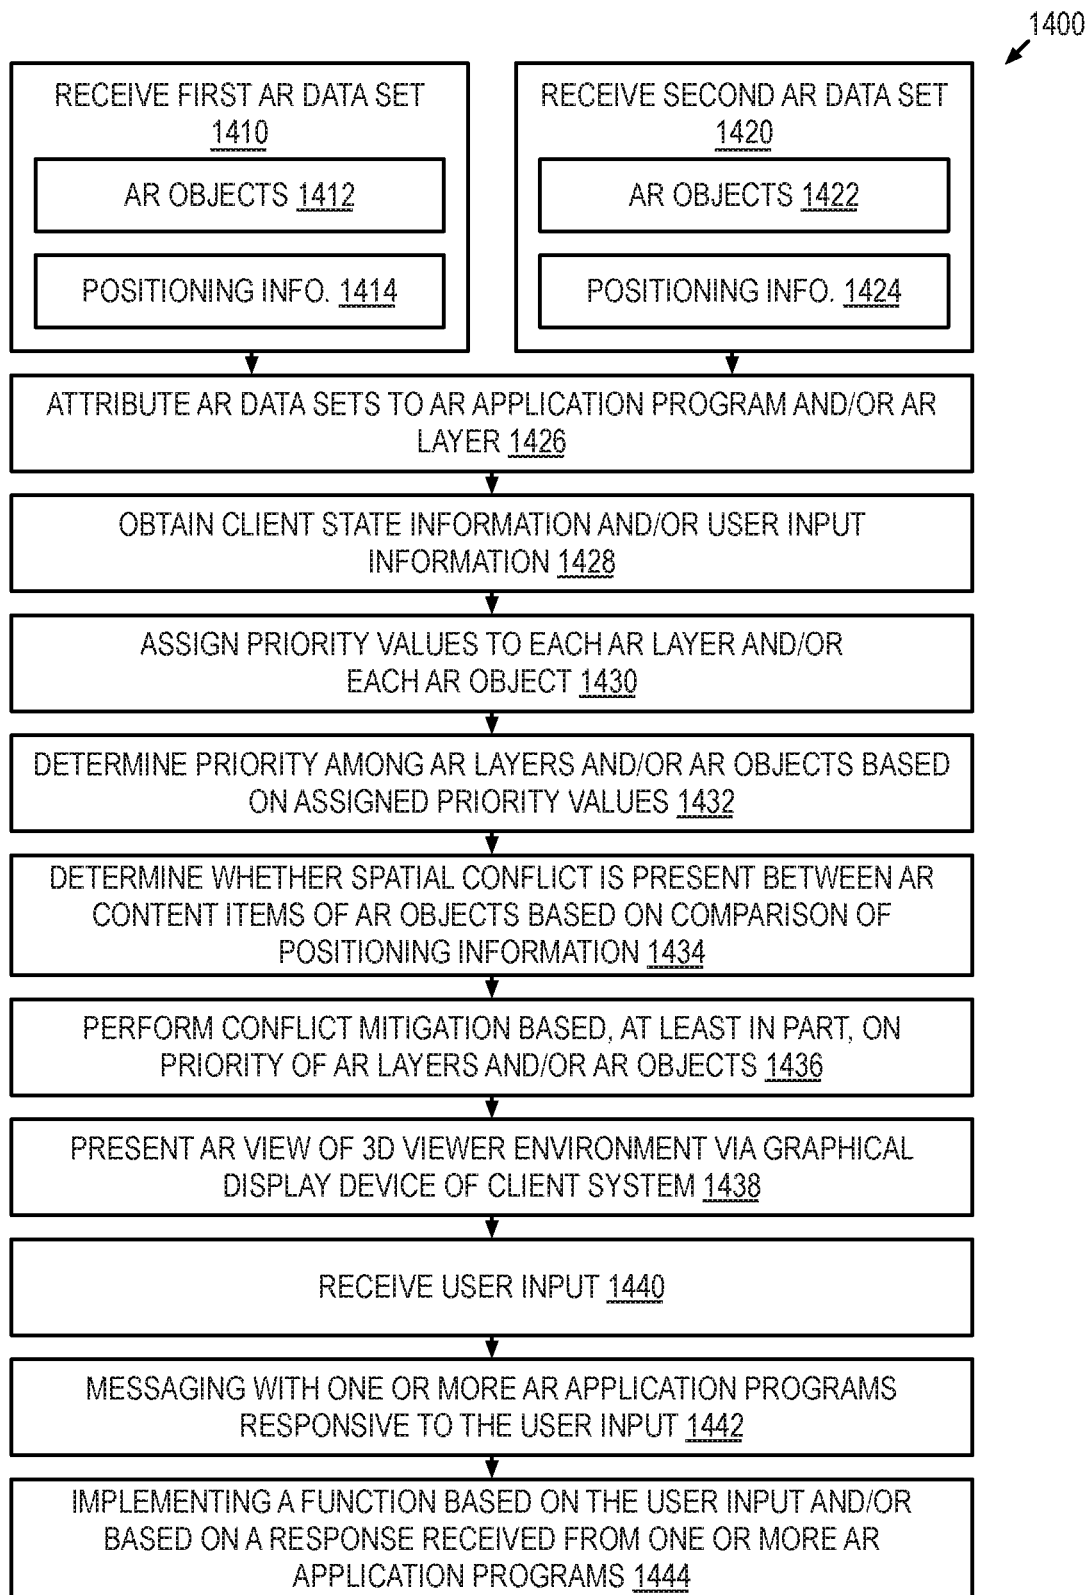 1400
RECEIVE FIRST AR DATA SET
1410
AR OBJECTS 1412
POSITIONING INFO. 1414
RECEIVE SECOND AR DATA SET
1420
AR OBJECTS 1422
POSITIONING INFO. 1424
ATTRIBUTE AR DATA SETS TO AR APPLICATION PROGRAM AND/OR AR
LAYER 1426
OBTAIN CLIENT STATE INFORMATION AND/OR USER INPUT
INFORMATION 1428
ASSIGN PRIORITY VALUES TO EACH AR LAYER AND/OR
EACH AR OBJECT 1430
DETERMINE PRIORITY AMONG AR LAYERS AND/OR AR OBJECTS BASED
ON ASSIGNED PRIORITY VALUES 1432
DETERMINE WHETHER SPATIAL CONFLICT IS PRESENT BETWEEN AR
CONTENT ITEMS OF AR OBJECTS BASED ON COMPARISON OF
POSITIONING INFORMATION 1434
PERFORM CONFLICT MITIGATION BASED, AT LEAST IN PART, ON
PRIORITY OF AR LAYERS AND/OR AR OBJECTS 1436
PRESENT AR VIEW OF 3D VIEWER ENVIRONMENT VIA GRAPHICAL
DISPLAY DEVICE OF CLIENT SYSTEM 1438
RECEIVE USER INPUT 1440
MESSAGING WITH ONE OR MORE AR APPLICATION PROGRAMS
RESPONSIVE TO THE USER INPUT 1442
IMPLEMENTING A FUNCTION BASED ON THE USER INPUT AND/OR
BASED ON A RESPONSE RECEIVED FROM ONE OR MORE AR
APPLICATION PROGRAMS 1444